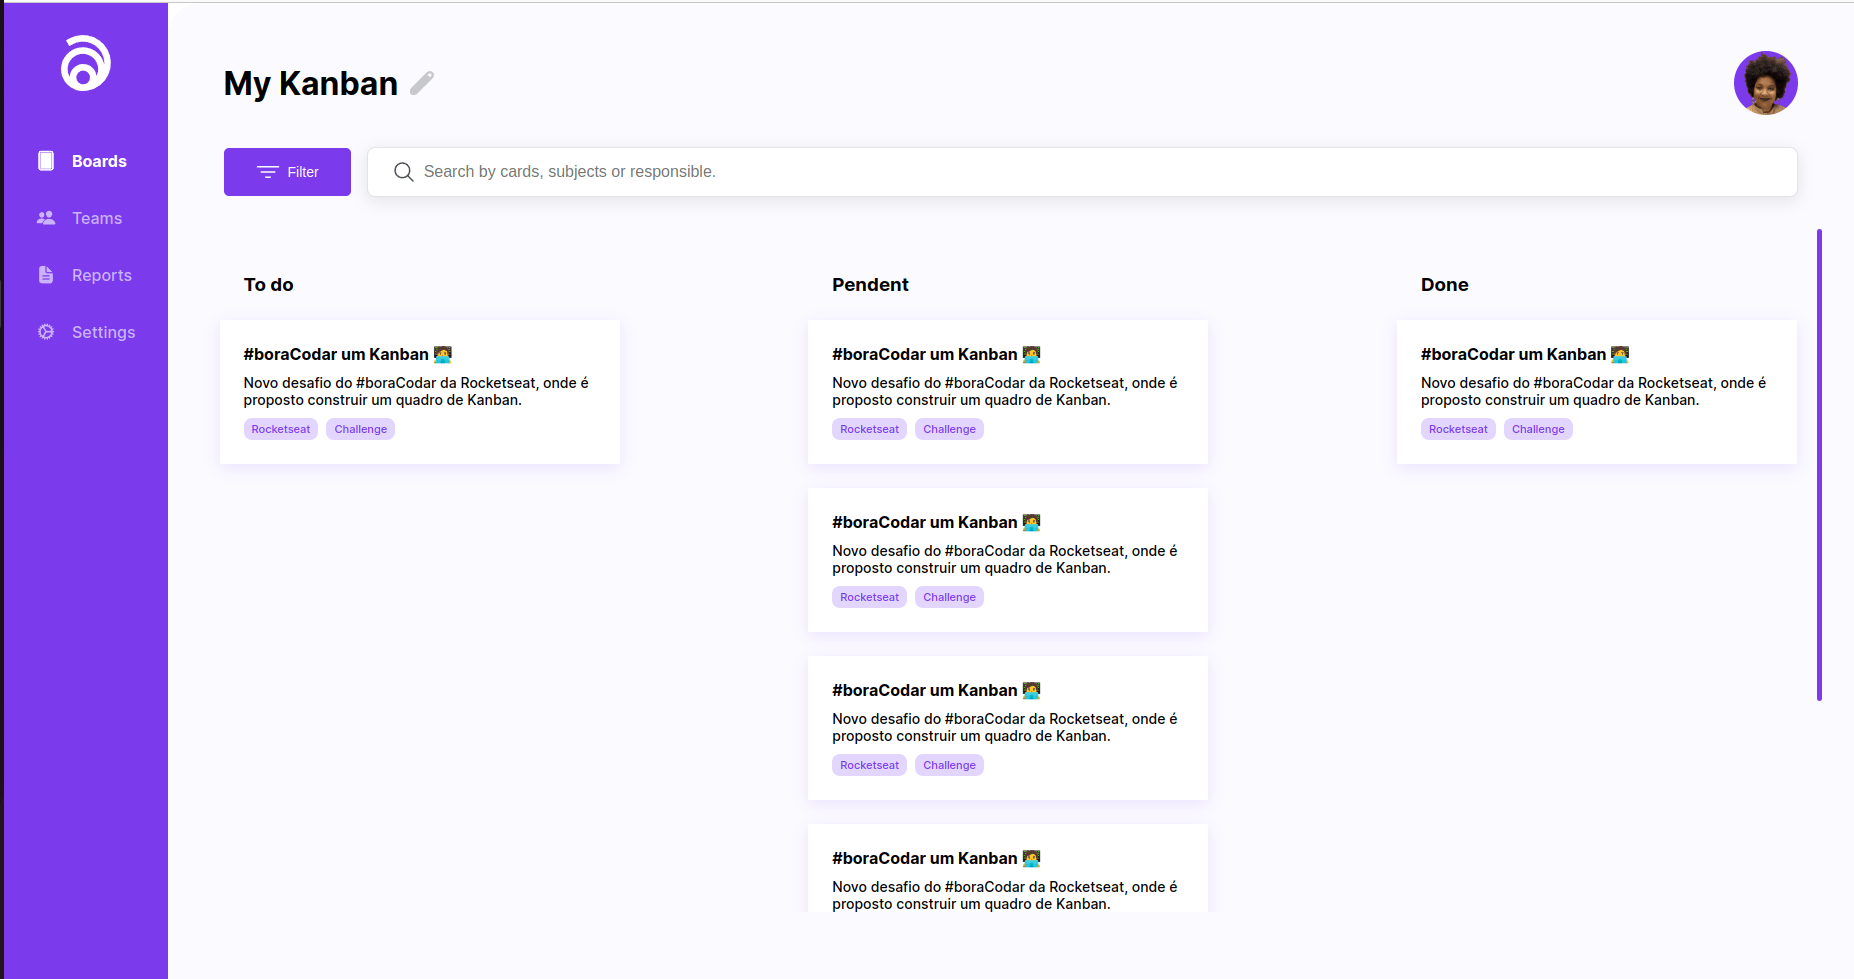 My Kanban
Boards
Teams
Reports
Settings
Filter
Search by cards, subjects or responsible.
To do
#boraCodar um Kanban 🧑🏽‍💻
Novo desafio do #boraCodar da Rocketseat, onde é
proposto construir um quadro de Kanban.
Rocketseat Challenge
Pendent
#boraCodar um Kanban 🧑🏽‍💻
Novo desafio do #boraCodar da Rocketseat, onde é
proposto construir um quadro de Kanban.
Rocketseat Challenge
#boraCodar um Kanban 🧑🏽‍💻
Novo desafio do #boraCodar da Rocketseat, onde é
proposto construir um quadro de Kanban.
Rocketseat Challenge
#boraCodar um Kanban 🧑🏽‍💻
Novo desafio do #boraCodar da Rocketseat, onde é
proposto construir um quadro de Kanban.
Rocketseat Challenge
#boraCodar um Kanban 🧑🏽‍💻
Novo desafio do #boraCodar da Rocketseat, onde é
proposto construir um quadro de Kanban.
Done
#boraCodar um Kanban 🧑🏽‍💻
Novo desafio do #boraCodar da Rocketseat, onde é
proposto construir um quadro de Kanban.
Rocketseat Challenge